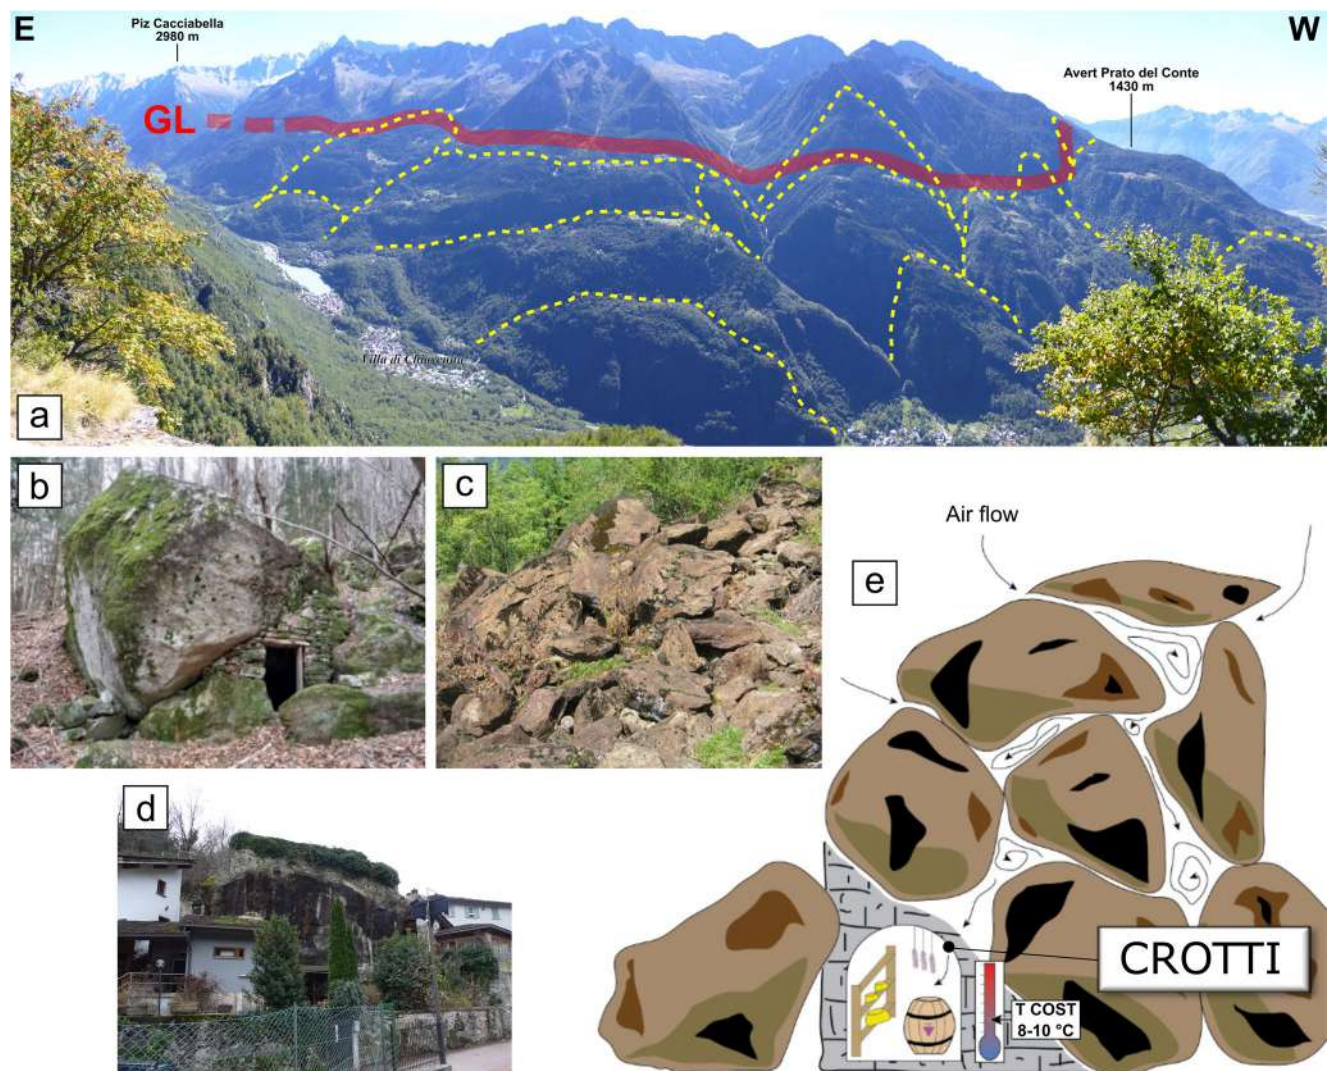 E
Piz Cacciabella
2980 m
W
Avert Prato del Conte
1430 m
GL
Villa di Chiavenna
a
b
c
Air flow
e
d
CROTTI
T COST
8-10 °C